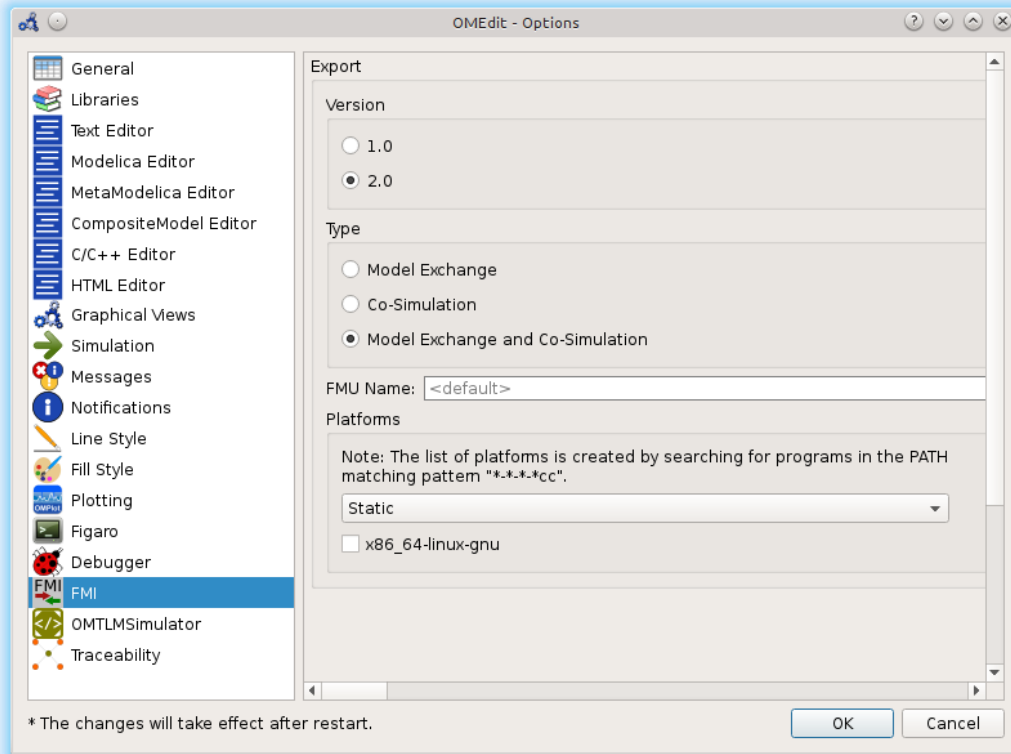 OMEdit - Options
General
Libraries
Text Editor
Modelica Editor
MetaModelica Editor
CompositeModel Editor
C/C++ Editor
HTML Editor
Graphical Views
Simulation
Messages
Notifications
Line Style
Fill Style
OMPlot
Plotting
Figaro
Debugger
FMI
FMI
OMTLMSimulator
Traceability
Export
Version
1.0
2.0
Type
Model Exchange
Co-Simulation
Model Exchange and Co-Simulation
FMU Name: <default>
Platforms
Note: The list of platforms is created by searching for programs in the PATH
matching pattern "*-*-*-*cc".
Static
x86_64-linux-gnu
* The changes will take effect after restart.
OK
Cancel